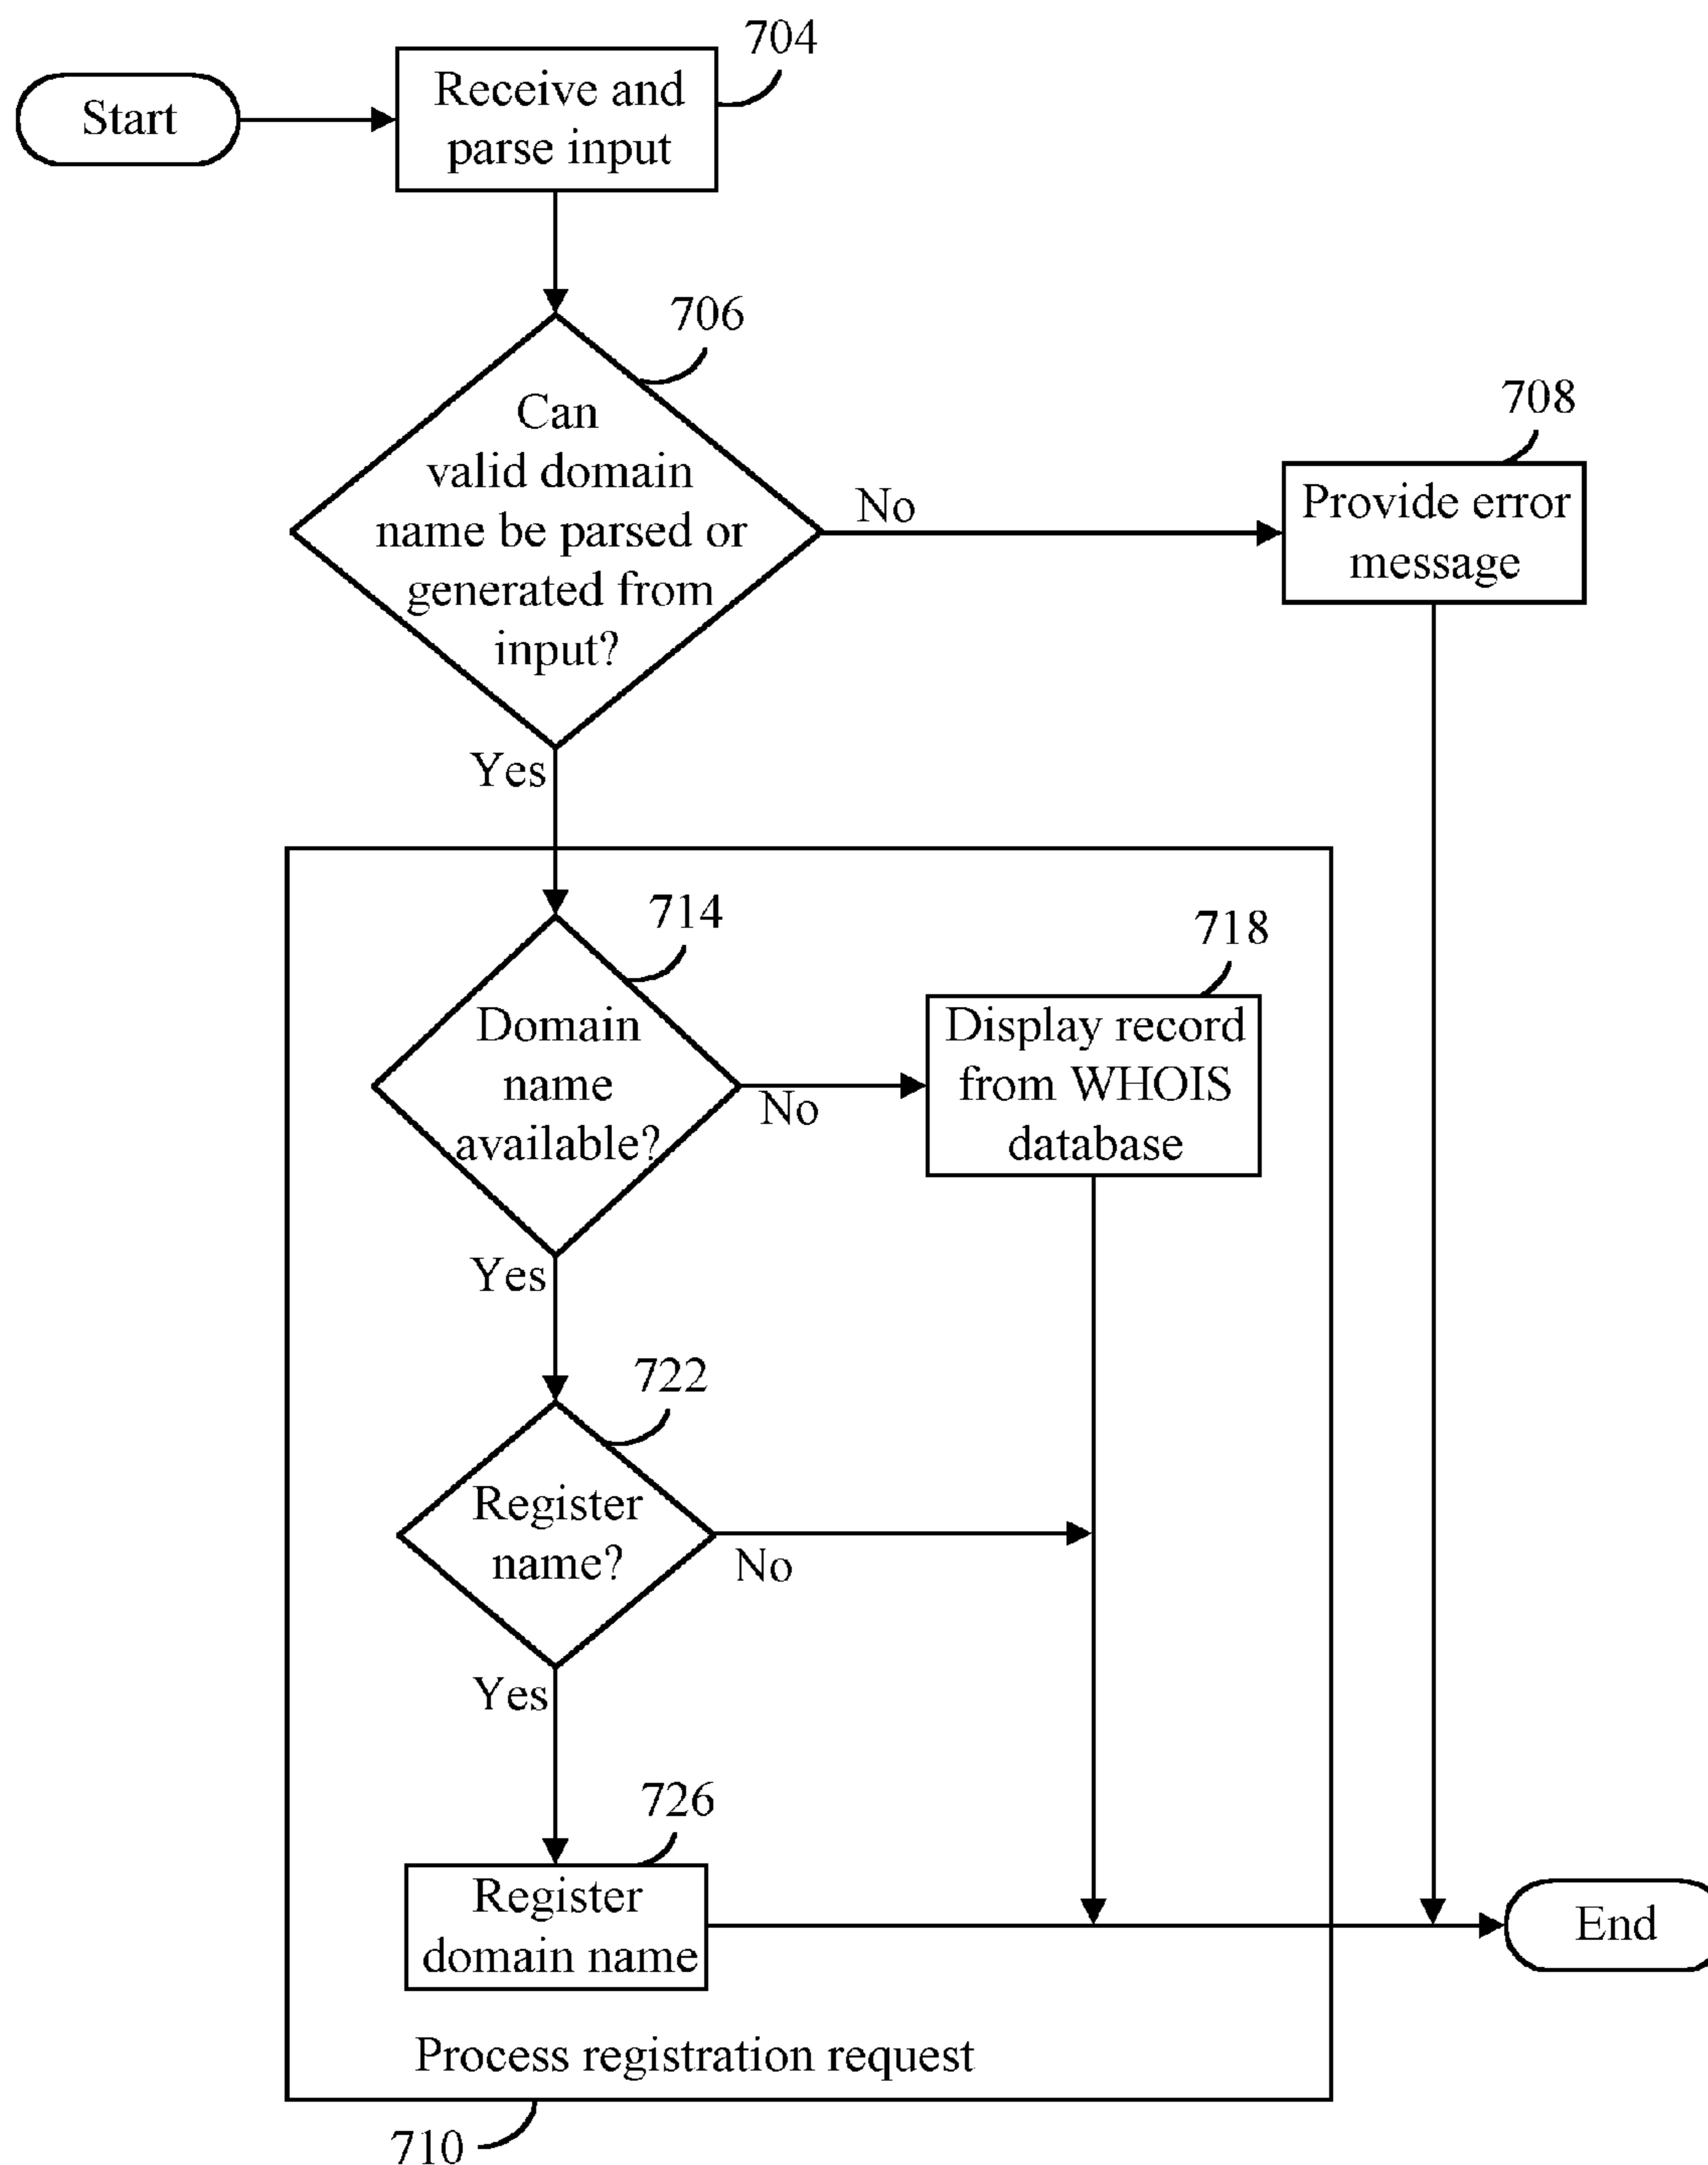 704
Start
Receive and
parse input
706
Can
valid domain
name be parsed or
generated from
input?
No
708
Provide error
message
Yes
714
Domain
name
available?
No
718
Display record
from WHOIS
database
Yes
722
Register
name?
No
Yes
726
Register
domain name
End
Process registration request
710